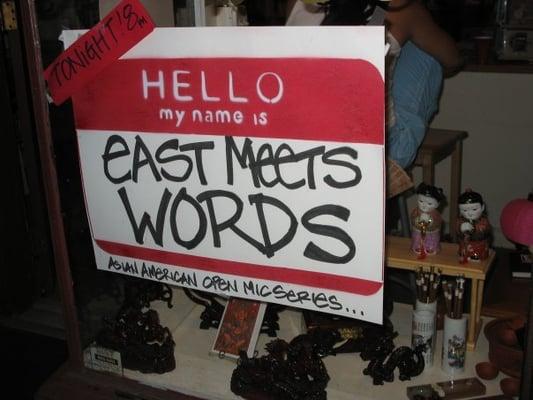 TONIGHT! 8PM
HELLO
my name is
EAST MEETS
WORDS
ASIAN AMERICAN OPEN MIC SERIES...